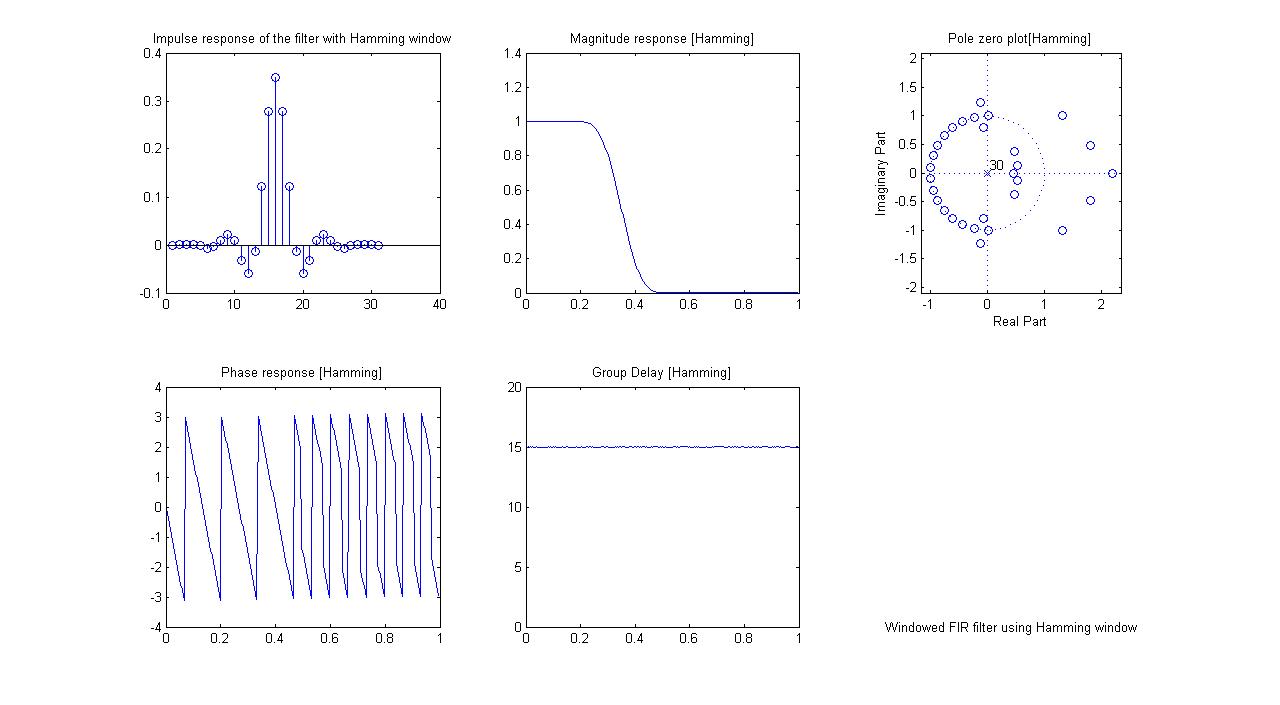 Impulse response of the filter with Hamming window
0.4
0.3
0.2
0.1
0
-0.1
0 10 20 30 40
Magnitude response [Hamming]
1.4
1.2
1
0.8
0.6
0.4
0.2
0
0 0.2 0.4 0.6 0.8 1
Pole zero plot[Hamming]
2
1.5
1
0.5
0
-0.5
-1
-1.5
-2
Imaginary Part
30
-1 0 1 2
Real Part
Phase response [Hamming]
4
3
2
1
0
-1
-2
-3
-4
0 0.2 0.4 0.6 0.8 1
Group Delay [Hamming]
20
15
10
5
0
0 0.2 0.4 0.6 0.8 1
Windowed FIR filter using Hamming window